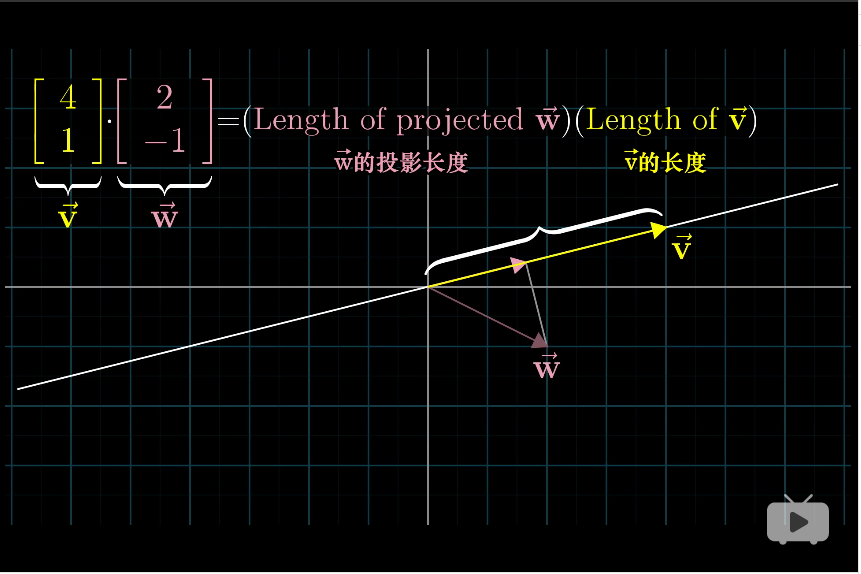 [4 1] · [2 −1] =(Length of projected w⃗)(Length of v⃗)
w⃗的投影长度 v⃗的长度
v⃗ w⃗
v⃗
w⃗